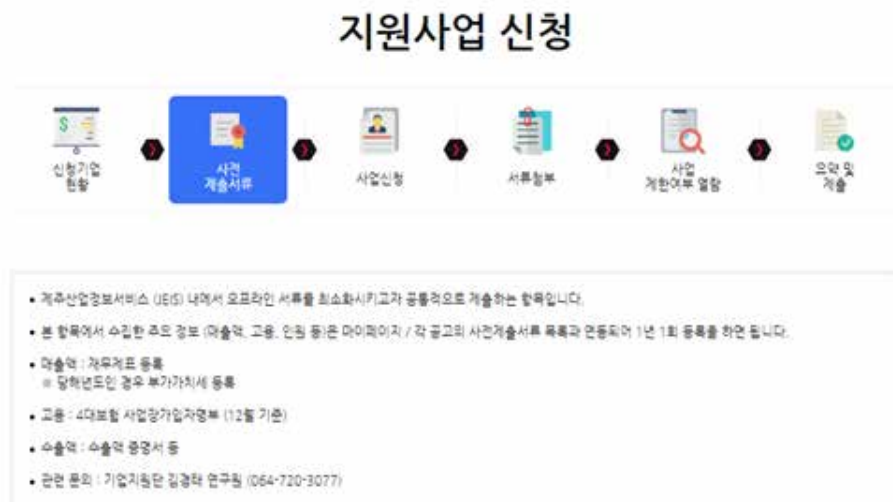 지원사업 신청
신청기업
현황
사전
제출서류
사업신청
서류첨부
사업
제한여부 열람
요약 및
제출
• 제주산업정보서비스 (JEIS) 내에서 오프라인 서류를 최소화시키고자 공통적으로 제출하는 항목입니다.
• 본 항목에서 수집한 주요 정보 (매출액, 고용, 인원 등)은 마이페이지 / 각 공고의 사전제출서류 목록과 연동되어 1년 1회 등록을 하면 됩니다.
• 매출액 : 재무제표 등록
※ 당해년도인 경우 부가가치세 등록
• 고용 : 4대보험 사업장가입자명부 (12월 기준)
• 수출액 : 수출액 증명서 등
• 관련 문의 : 기업지원단 김경태 연구원 (064-720-3077)